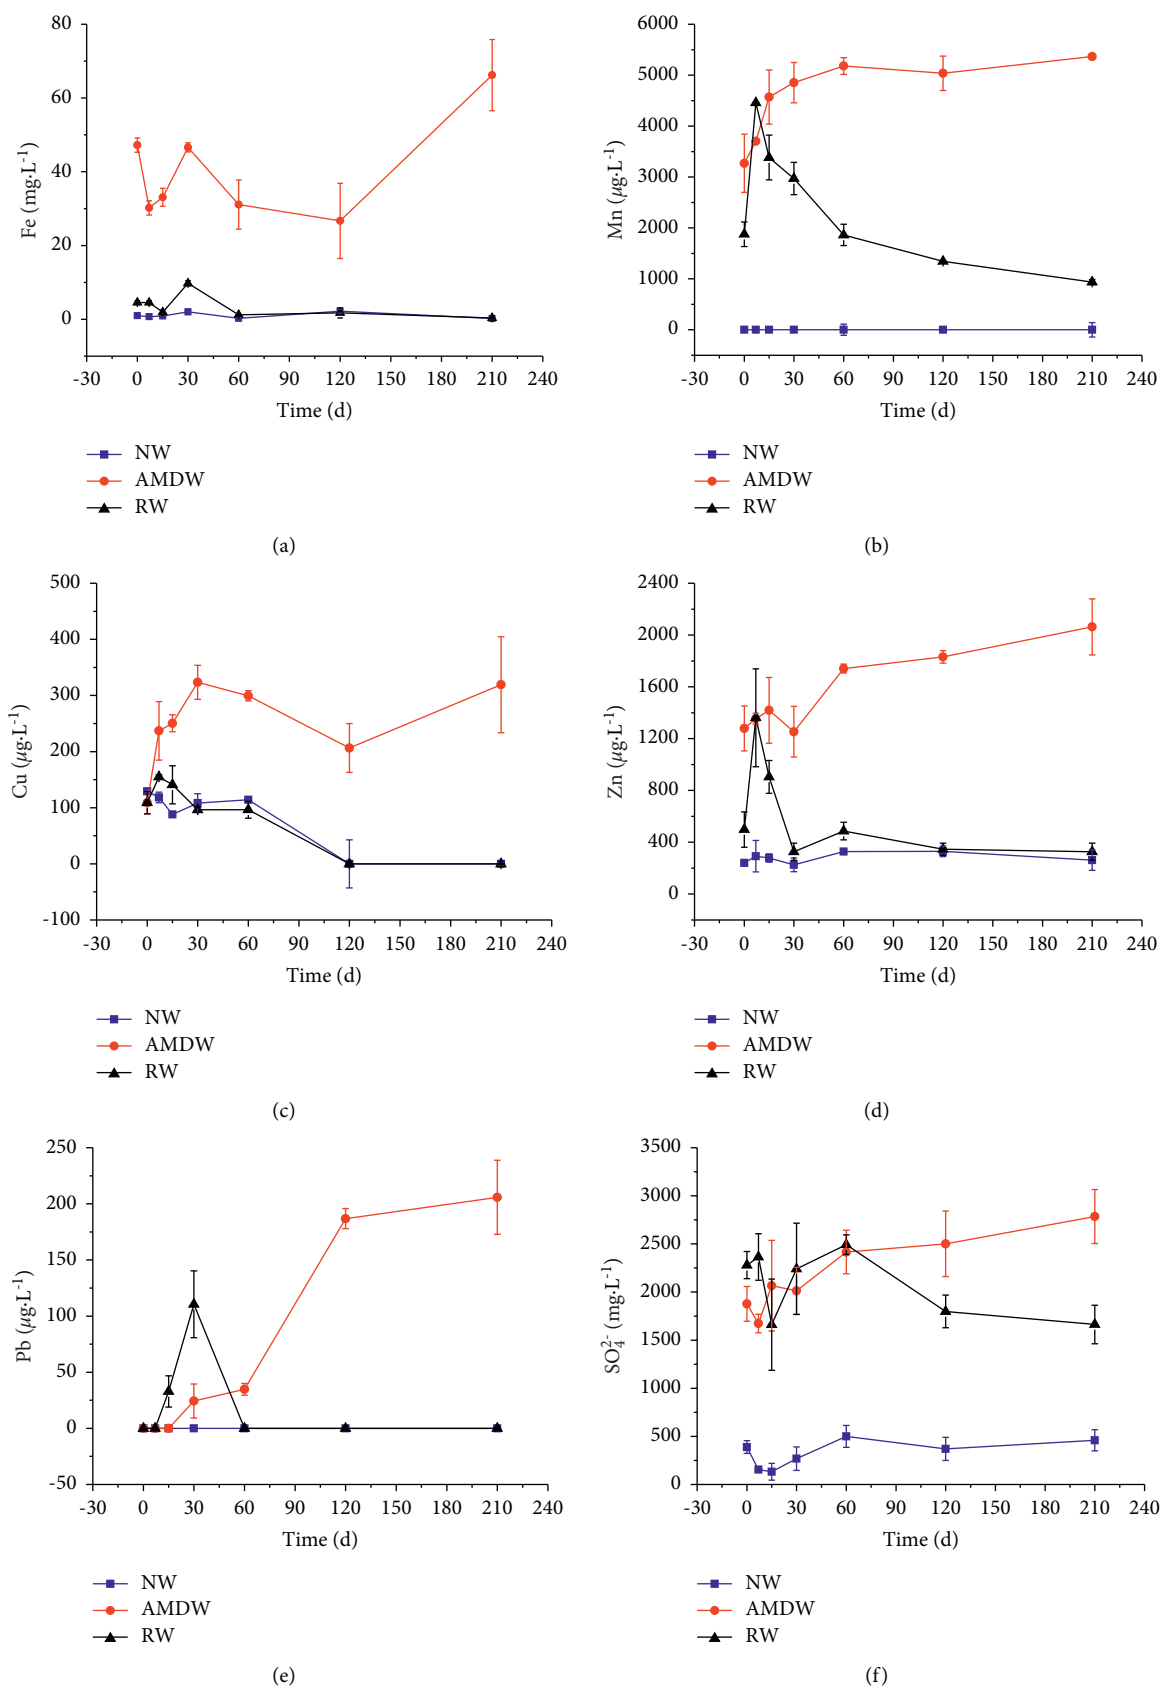 80
60
40
20
0
Fe (mg·L⁻¹)
-30 0 30 60 90 120 150 180 210 240
Time (d)
NW
AMDW
RW
(a)
6000
5000
4000
3000
2000
1000
0
Mn (µg·L⁻¹)
-30 0 30 60 90 120 150 180 210 240
Time (d)
NW
AMDW
RW
(b)
500
400
300
200
100
0
-100
Cu (µg·L⁻¹)
-30 0 30 60 90 120 150 180 210 240
Time (d)
NW
AMDW
RW
(c)
2400
2000
1600
1200
800
400
0
Zn (µg·L⁻¹)
-30 0 30 60 90 120 150 180 210 240
Time (d)
NW
AMDW
RW
(d)
250
200
150
100
50
0
-50
Pb (µg·L⁻¹)
-30 0 30 60 90 120 150 180 210 240
Time (d)
NW
AMDW
RW
(e)
3500
3000
2500
2000
1500
1000
500
0
SO₄²⁻ (mg·L⁻¹)
-30 0 30 60 90 120 150 180 210 240
Time (d)
NW
AMDW
RW
(f)